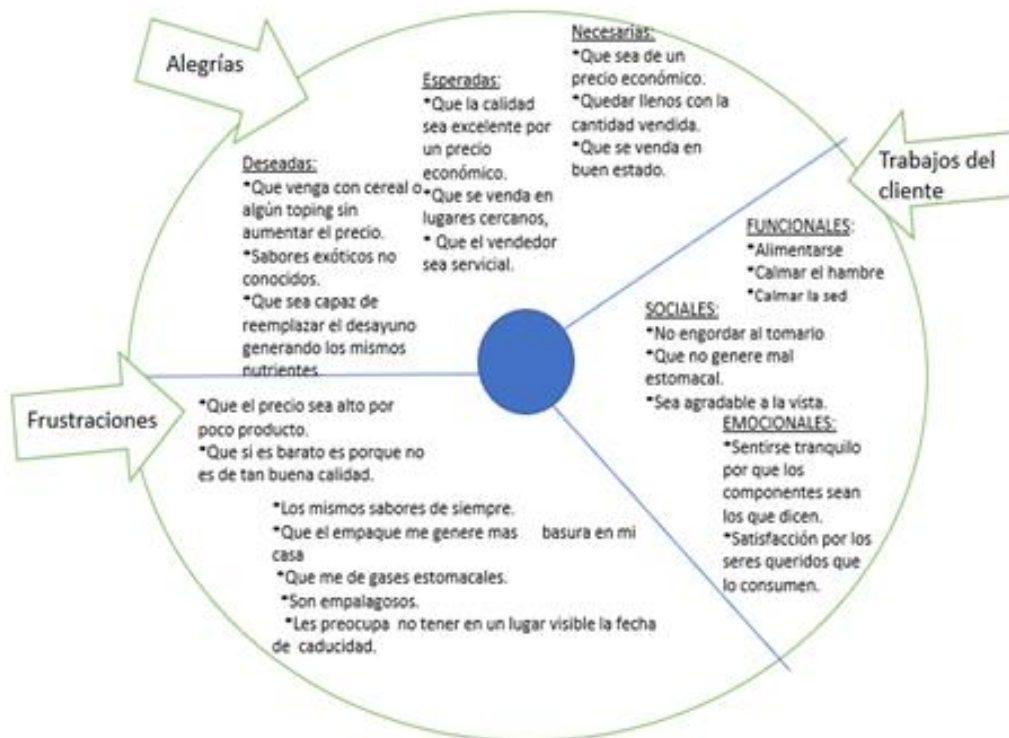 Alegrías
Necesarias:
*Que sea de un
precio económico.
*Quedar llenos con la
cantidad vendida.
*Que se venda en
buen estado.
Esperadas:
*Que la calidad
sea excelente por
un precio
económico.
*Que se venda en
lugares cercanos,
* Que el vendedor
sea servicial.
Deseadas:
*Que venga con cereal o
algún toping sin
aumentar el precio.
*Sabores exóticos no
conocidos.
*Que sea capaz de
reemplazar el desayuno
generando los mismos
nutrientes.
Trabajos del
cliente
FUNCIONALES:
*Alimentarse
*Calmar el hambre
*Calmar la sed
SOCIALES:
*No engordar al tomarlo
*Que no genere mal
estomacal.
*Sea agradable a la vista.
EMOCIONALES:
*Sentirse tranquilo
por que los
componentes sean
los que dicen.
*Satisfacción por los
seres queridos que
lo consumen.
Frustraciones
*Que el precio sea alto por
poco producto.
*Que sí es barato es porque no
es de tan buena calidad.
*Los mismos sabores de siempre.
*Que el empaque me genere mas basura en mi
casa
*Que me de gases estomacales.
*Son empalagosos.
*Les preocupa no tener en un lugar visible la fecha
de caducidad.